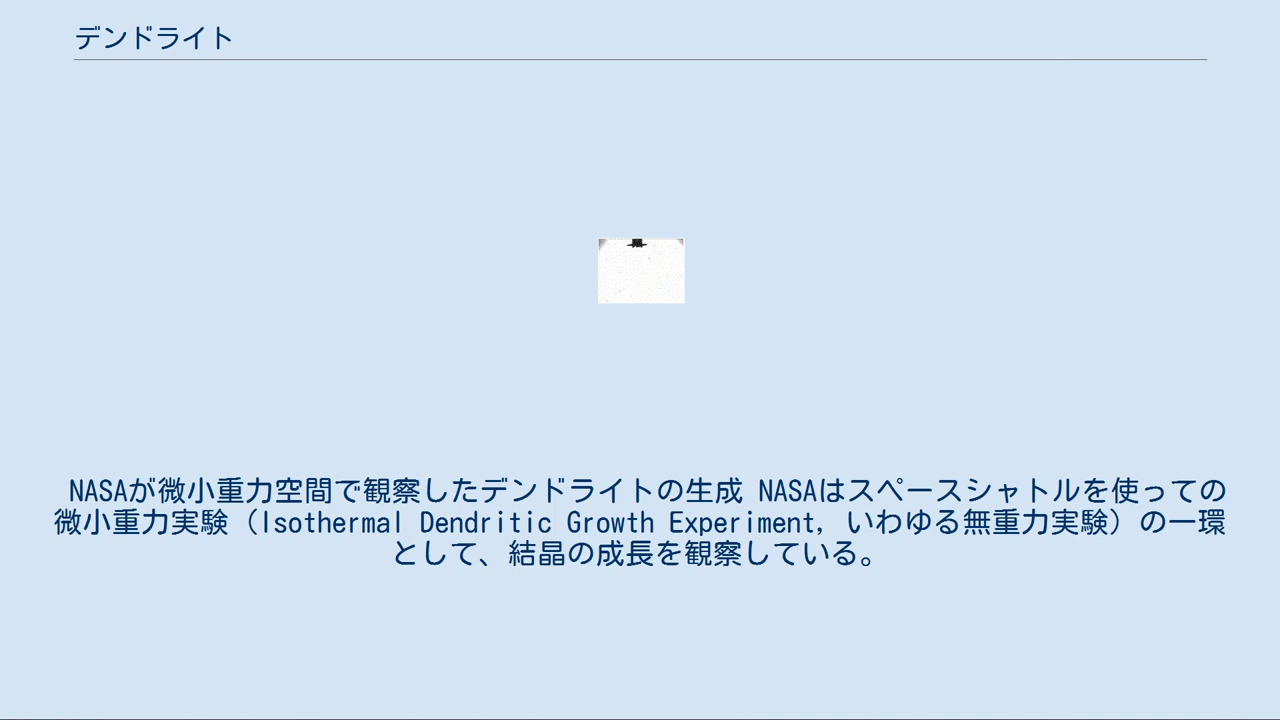 デンドライト
NASAが微小重力空間で観察したデンドライトの生成 NASAはスペースシャトルを使っての
微小重力実験（Isothermal Dendritic Growth Experiment, いわゆる無重力実験）の一環
として、結晶の成長を観察している。